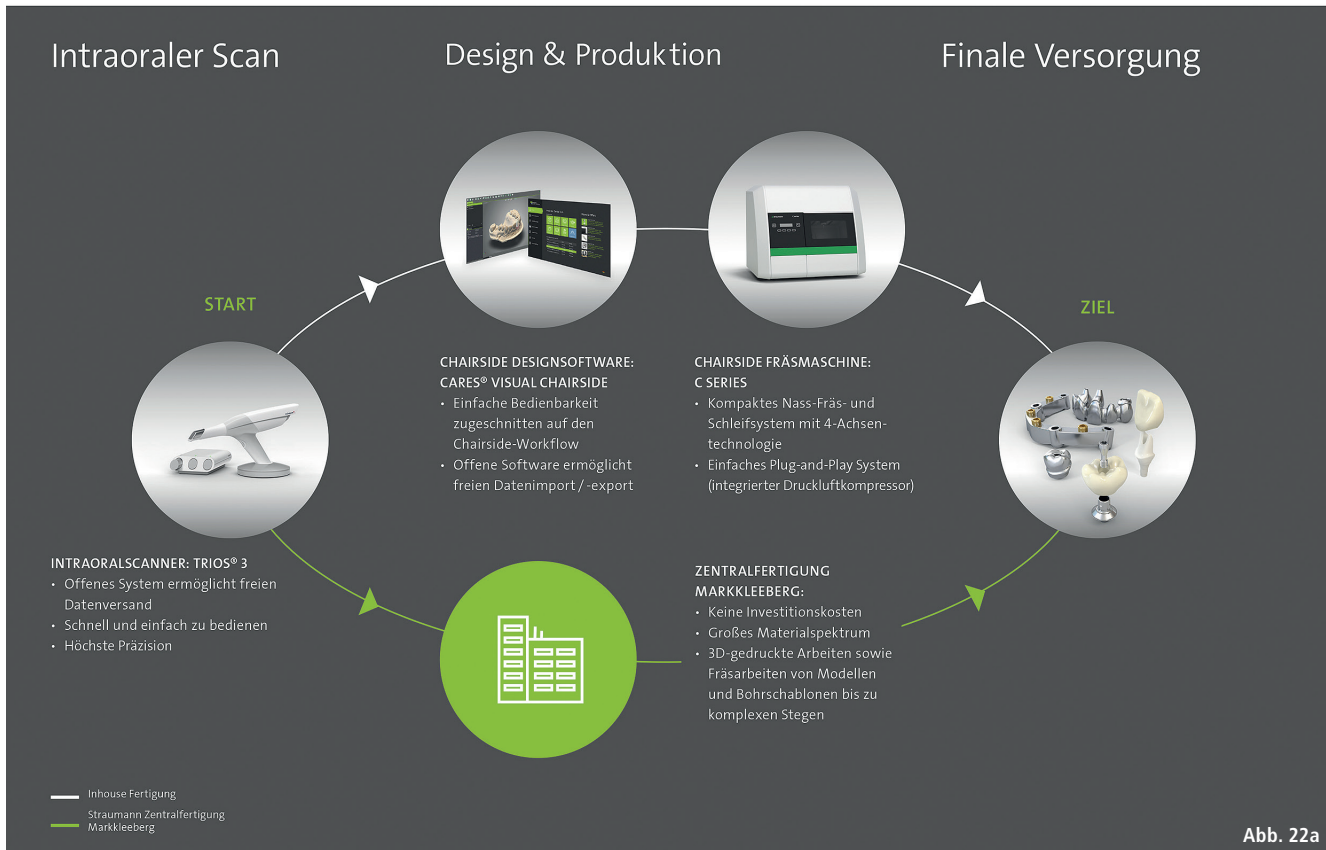 Intraoraler Scan
Design & Produktion
Finale Versorgung
START
ZIEL
CHAIRSIDE DESIGNSOFTWARE:
CARES® VISUAL CHAIRSIDE
• Einfache Bedienbarkeit
zugeschnitten auf den
Chairside-Workflow
• Offene Software ermöglicht
freien Datenimport / -export
CHAIRSIDE FRÄSMASCHINE:
C SERIES
• Kompaktes Nass-Fräs- und
Schleifsystem mit 4-Achsen-
technologie
• Einfaches Plug-and-Play System
(integrierter Druckluftkompressor)
INTRAORALSCANNER: TRIOS® 3
• Offenes System ermöglicht freien
Datenversand
• Schnell und einfach zu bedienen
• Höchste Präzision
ZENTRALFERTIGUNG
MARKKLEEBERG:
• Keine Investitionskosten
• Großes Materialspektrum
• 3D-gedruckte Arbeiten sowie
Fräsarbeiten von Modellen
und Bohrschablonen bis zu
komplexen Stegen
Inhouse Fertigung
Straumann Zentralfertigung
Markkleeberg
Abb. 22a